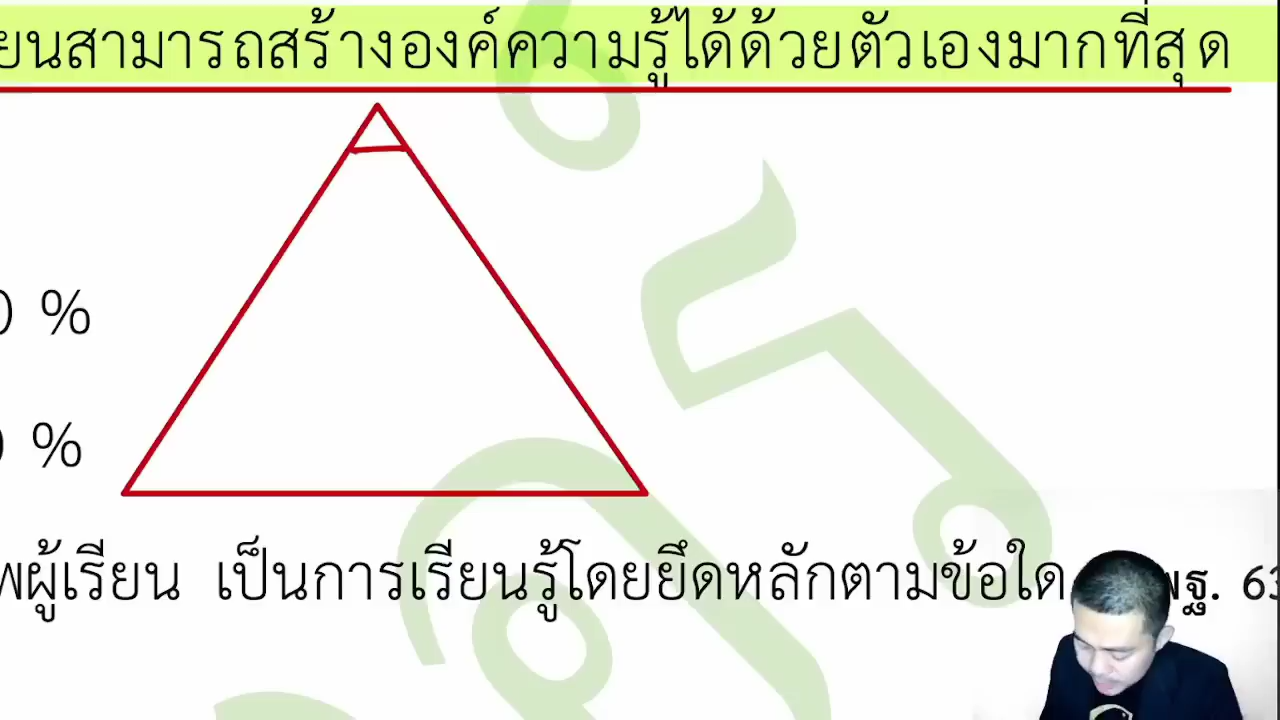 ยนสามารถสร้างองค์ความรู้ได้ด้วยตัวเองมากที่สุด
0 %
0 %
พผู้เรียน เป็นการเรียนรู้โดยยึดหลักตามข้อใด พฐ. 63